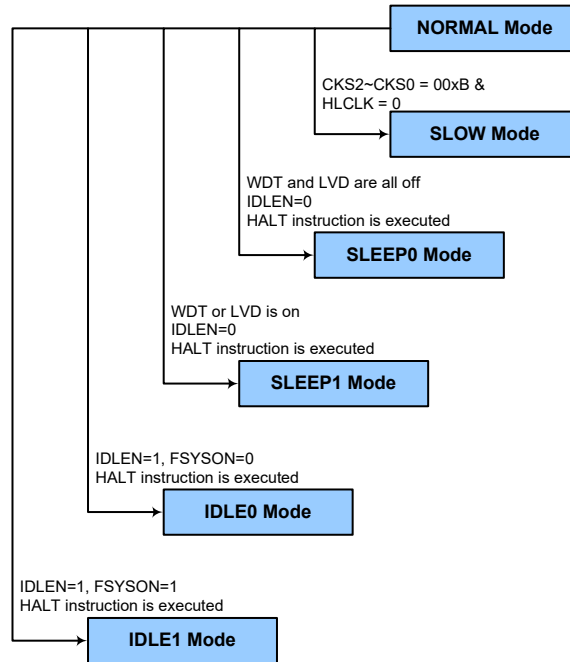 NORMAL Mode
CKS2~CKS0 = 00xB &
HLCLK = 0
SLOW Mode
WDT and LVD are all off
IDLEN=0
HALT instruction is executed
SLEEP0 Mode
WDT or LVD is on
IDLEN=0
HALT instruction is executed
SLEEP1 Mode
IDLEN=1, FSYSON=0
HALT instruction is executed
IDLE0 Mode
IDLEN=1, FSYSON=1
HALT instruction is executed
IDLE1 Mode